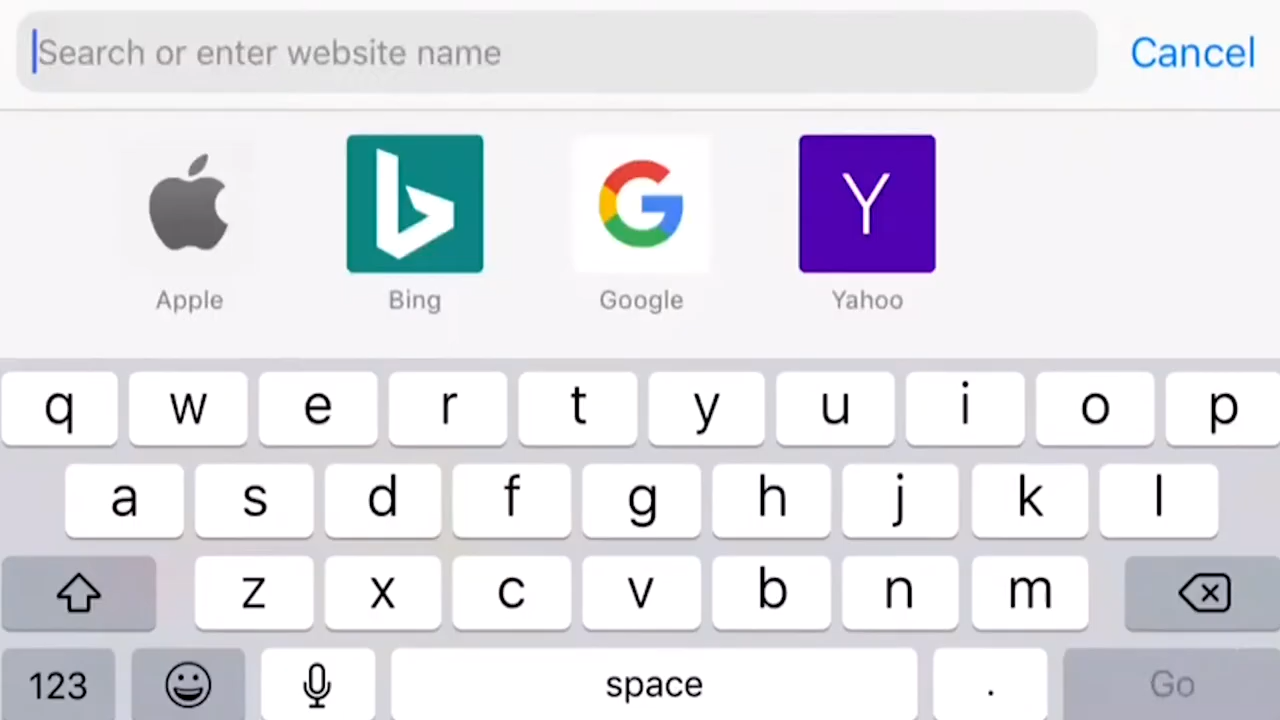 Search or enter website name Cancel
Y
Apple Bing Google Yahoo
q w e r t y u i o p
a s d f g h j k l
z x c v b n m
123 space . Go